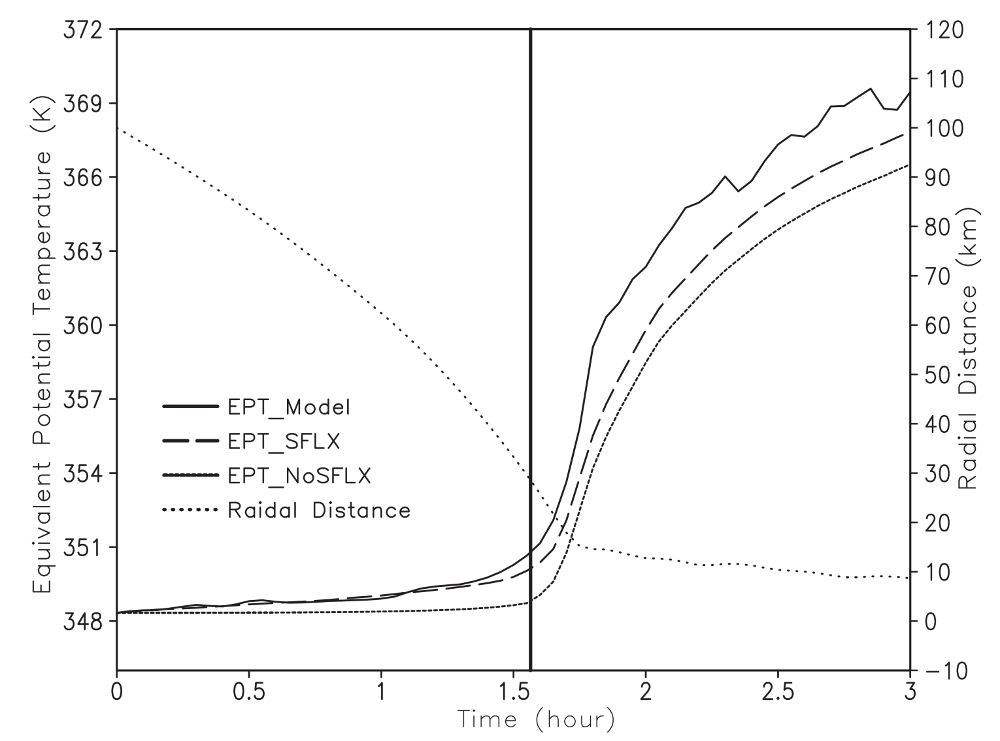 372
369
366
363
360
357
354
351
348
Equivalent Potential Temperature (K)
120
110
100
90
80
70
60
50
40
30
20
10
0
−10
Radial Distance (km)
EPT_Model
EPT_SFLX
EPT_NoSFLX
Raidal Distance
0 0.5 1 1.5 2 2.5 3
Time (hour)